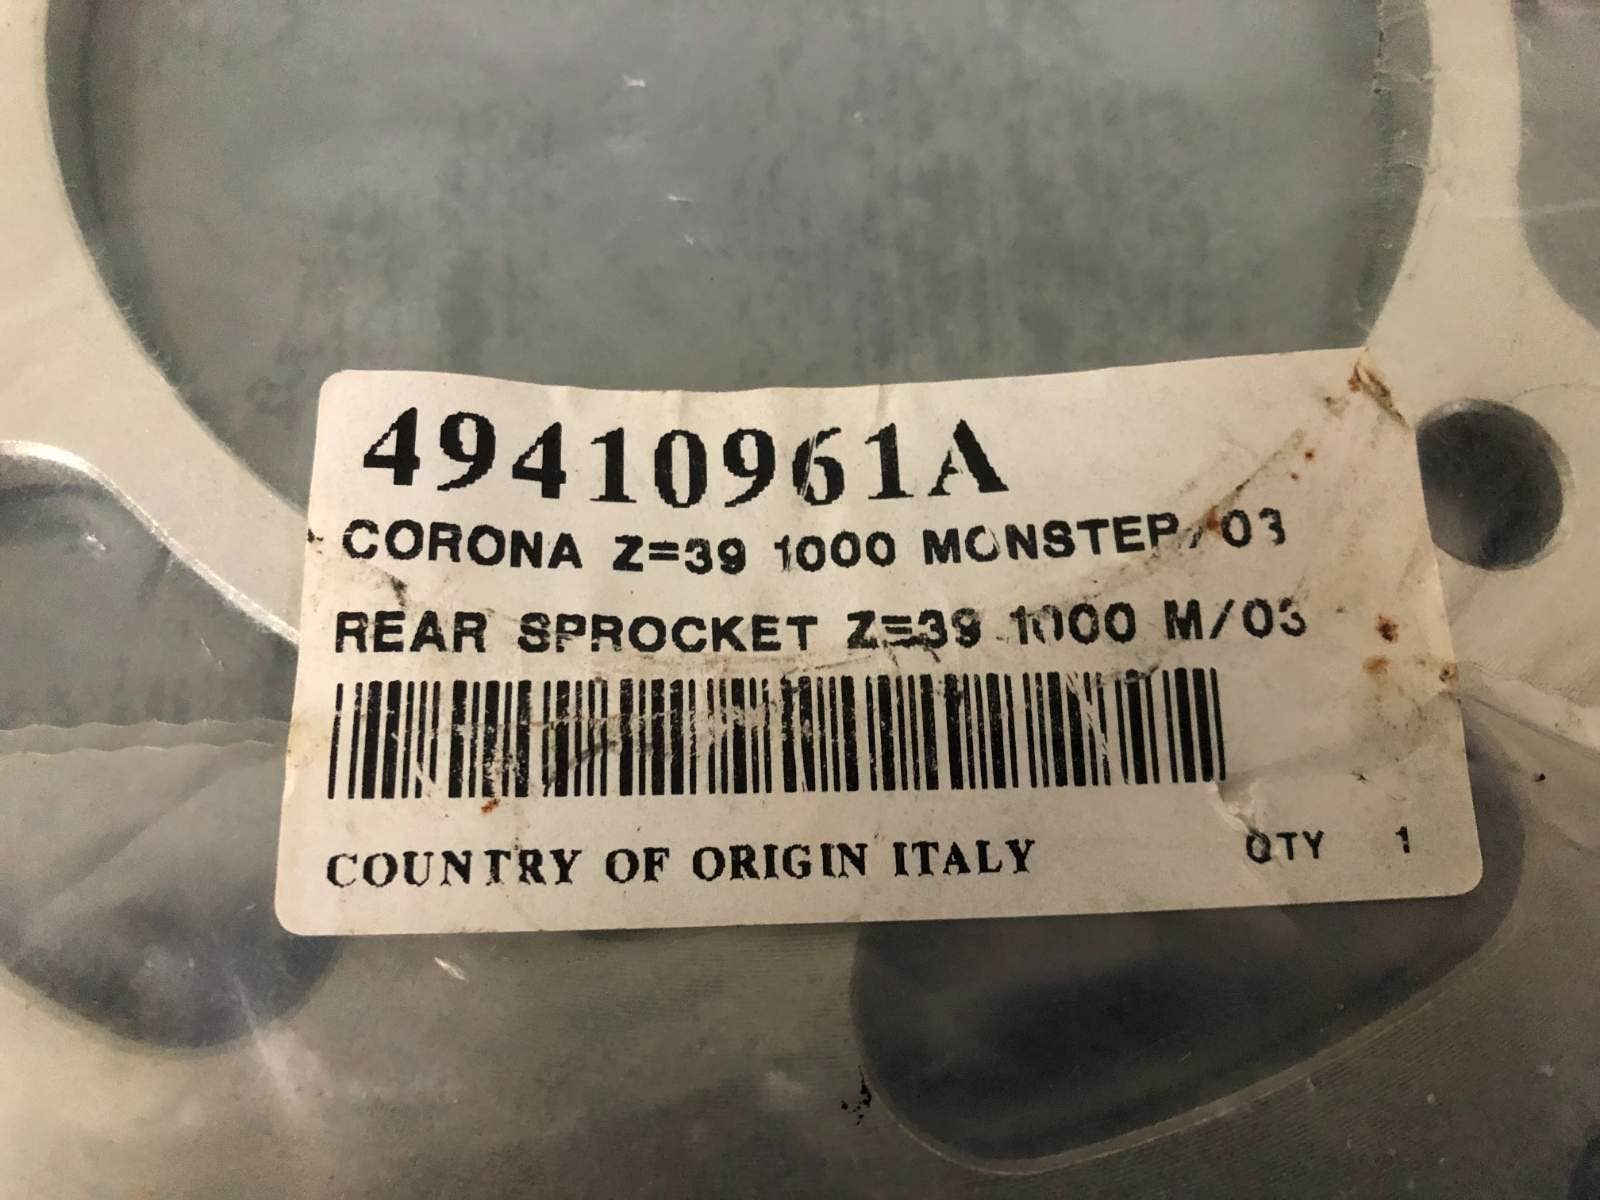 49410961A
CORONA Z=39 1000 MONSTER/03
REAR SPROCKET Z=39 1000 M/03
COUNTRY OF ORIGIN ITALY QTY 1